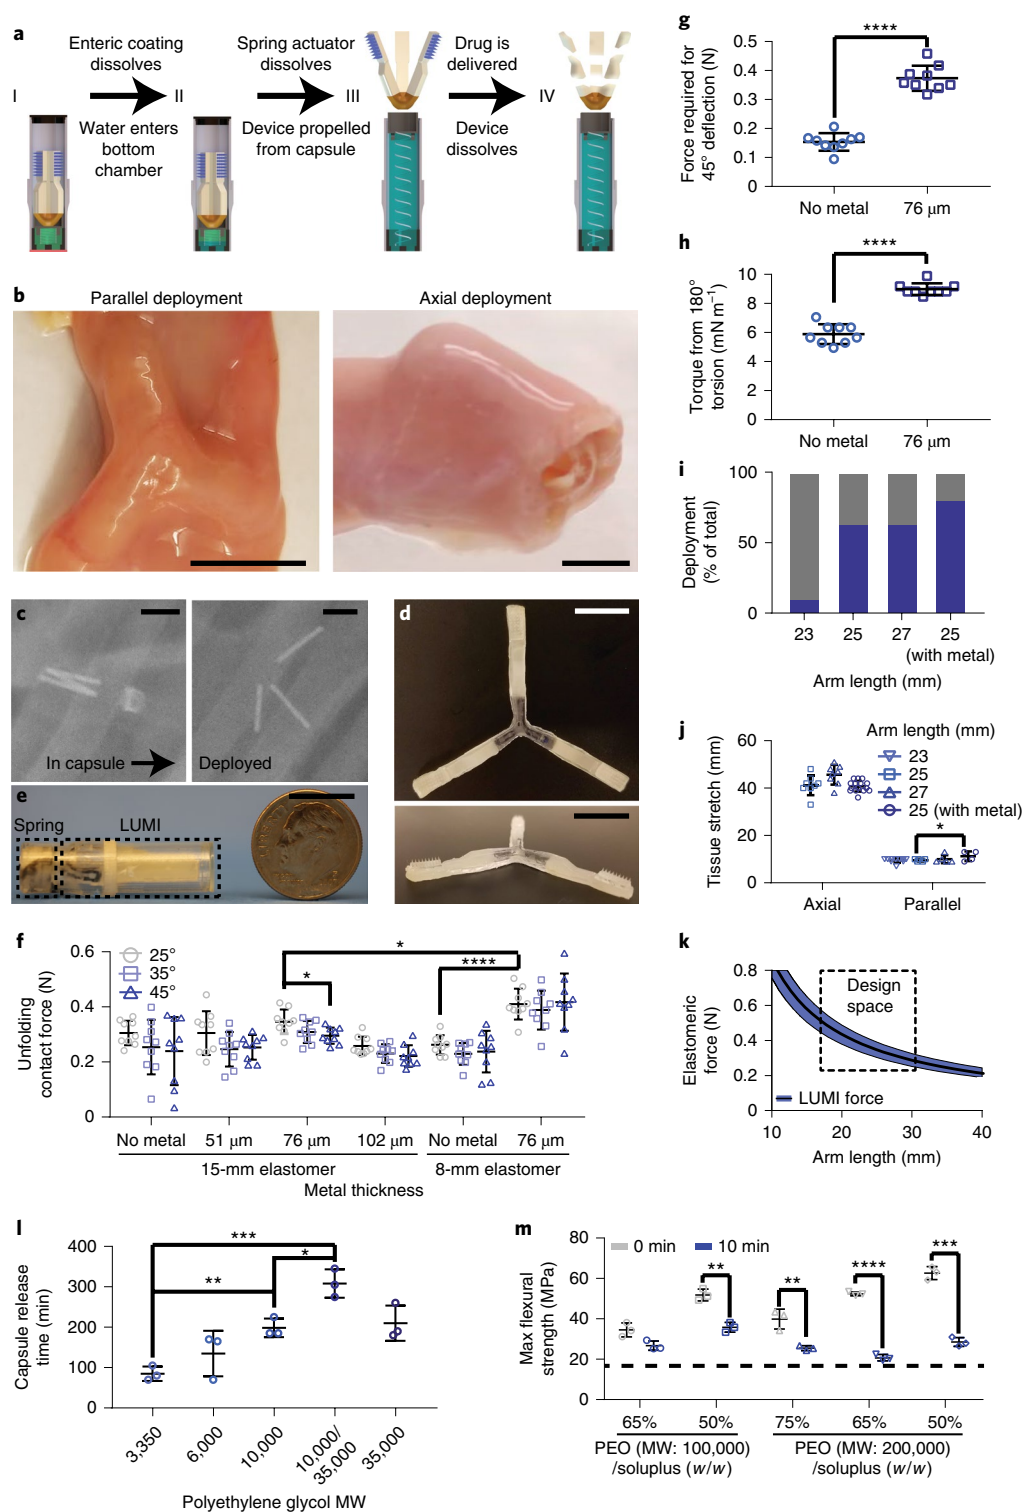 a
Enteric coating
dissolves
Spring actuator
dissolves
Drug is
delivered
I
II
III
IV
Water enters
bottom
chamber
Device propelled
from capsule
Device
dissolves
b
Parallel deployment
Axial deployment
c
In capsule
Deployed
d
e
Spring
LUMI
f
Unfolding
contact force (N)
0.6
0.4
0.2
0
25°
35°
45°
*
*
****
No metal
51 µm
76 µm
102 µm
No metal
76 µm
15-mm elastomer
8-mm elastomer
Metal thickness
g
Force required for
45° deflection (N)
0.5
0.4
0.3
0.2
0.1
0
****
No metal
76 µm
h
Torque from 180°
torsion (mN m⁻¹)
10
8
6
4
2
0
****
No metal
76 µm
i
Deployment
(% of total)
100
50
0
23
25
27
25
(with metal)
Arm length (mm)
j
Tissue stretch (mm)
60
40
20
0
Arm length (mm)
23
25
27
25 (with metal)
*
Axial
Parallel
k
Elastomeric
force (N)
0.8
0.6
0.4
0.2
0
Design
space
LUMI force
10
20
30
40
Arm length (mm)
l
Capsule release
time (min)
400
300
200
100
0
***
*
**
3,350
6,000
10,000
10,000/
35,000
35,000
Polyethylene glycol MW
m
Max flexural
strength (MPa)
80
60
40
20
0
0 min
10 min
**
**
****
***
65%
50%
75%
65%
50%
PEO (MW: 100,000)
/soluplus (w/w)
PEO (MW: 200,000)
/soluplus (w/w)